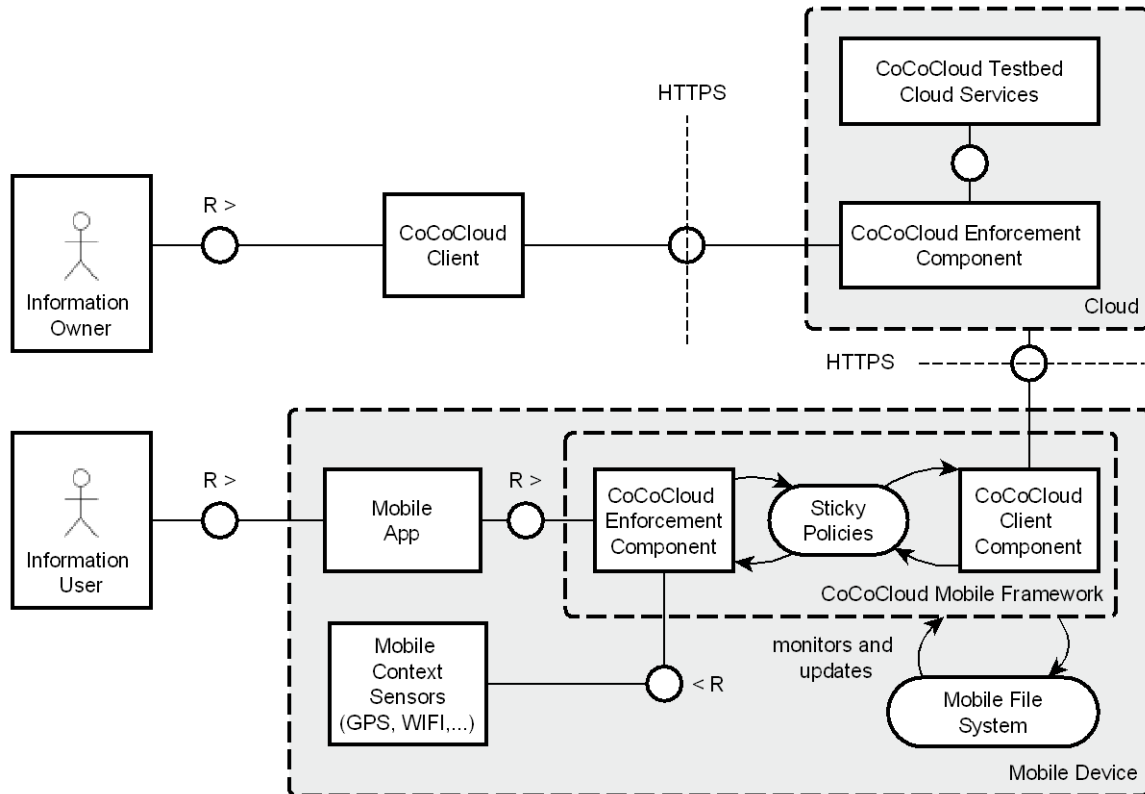 CoCoCloud Testbed
Cloud Services
HTTPS
R >
CoCoCloud
Client
CoCoCloud Enforcement
Component
Information
Owner
Cloud
HTTPS
R >
R >
Mobile
App
CoCoCloud
Enforcement
Component
Sticky
Policies
CoCoCloud
Client
Component
Information
User
CoCoCloud Mobile Framework
Mobile
Context
Sensors
(GPS, WIFI,...)
< R
monitors and
updates
Mobile File
System
Mobile Device